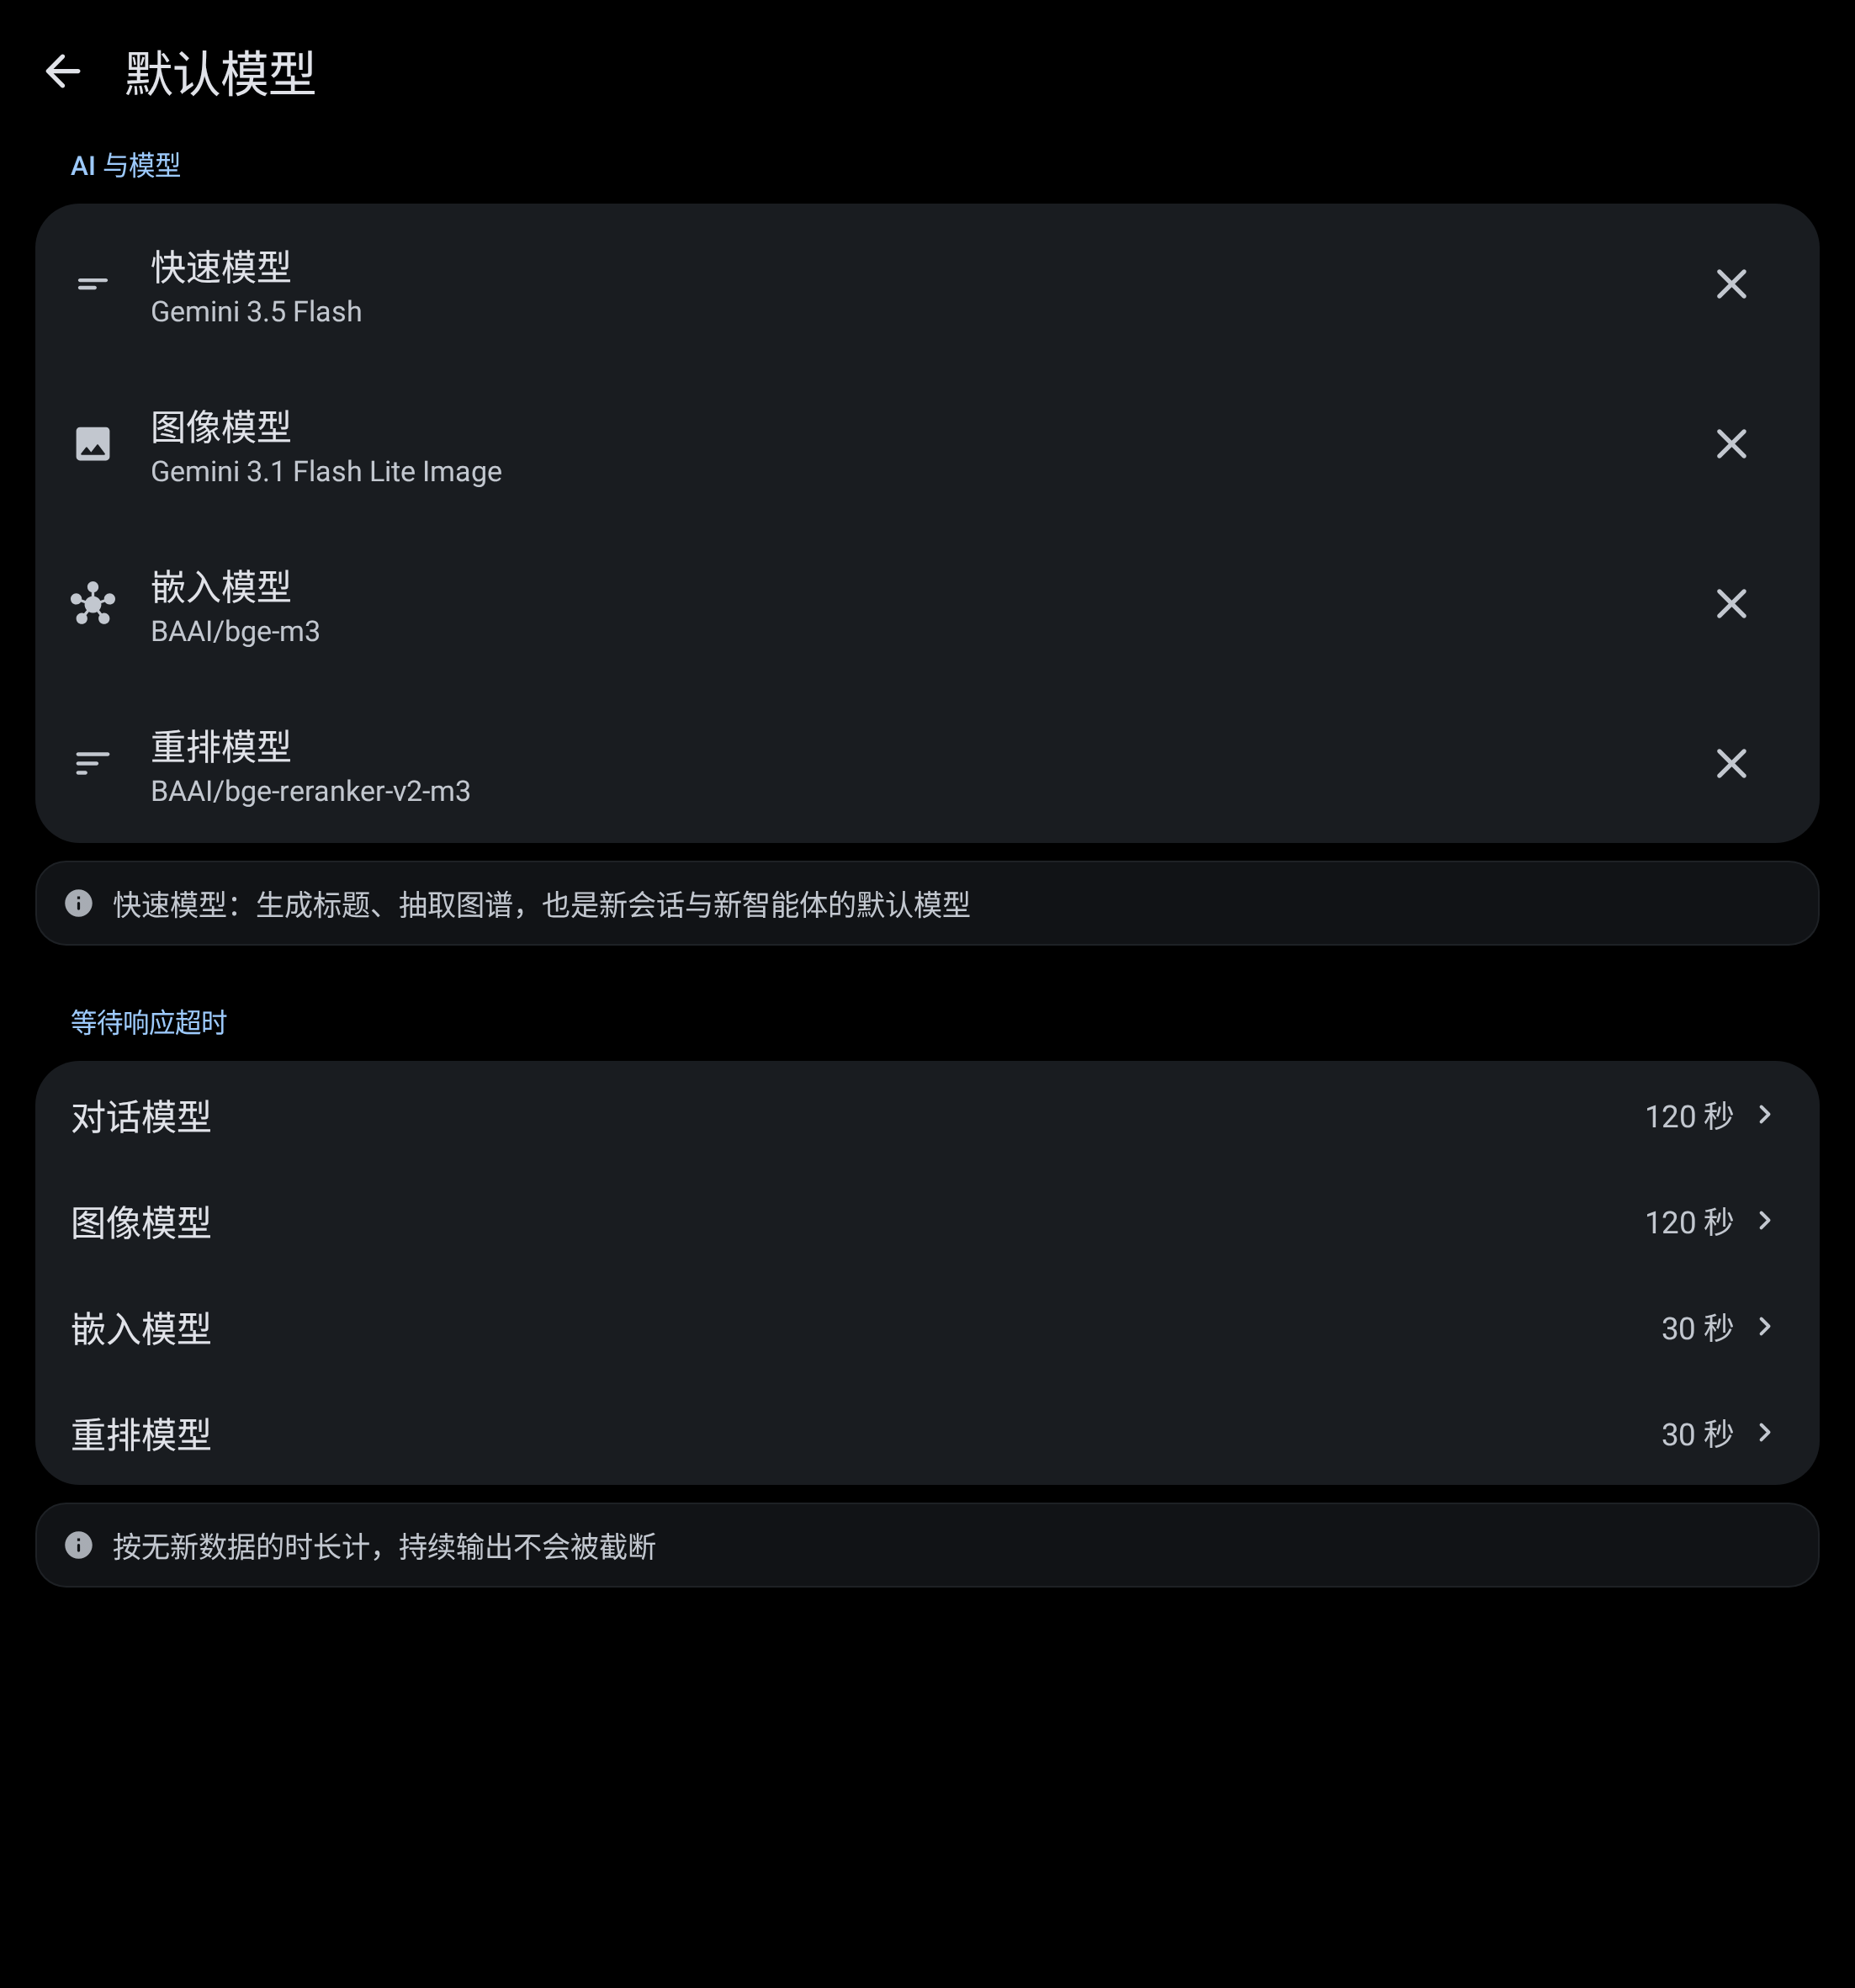 默认模型
AI 与模型
快速模型
Gemini 3.5 Flash
图像模型
Gemini 3.1 Flash Lite Image
嵌入模型
BAAI/bge-m3
重排模型
BAAI/bge-reranker-v2-m3
快速模型：生成标题、抽取图谱，也是新会话与新智能体的默认模型
等待响应超时
对话模型 120 秒
图像模型 120 秒
嵌入模型 30 秒
重排模型 30 秒
按无新数据的时长计，持续输出不会被截断